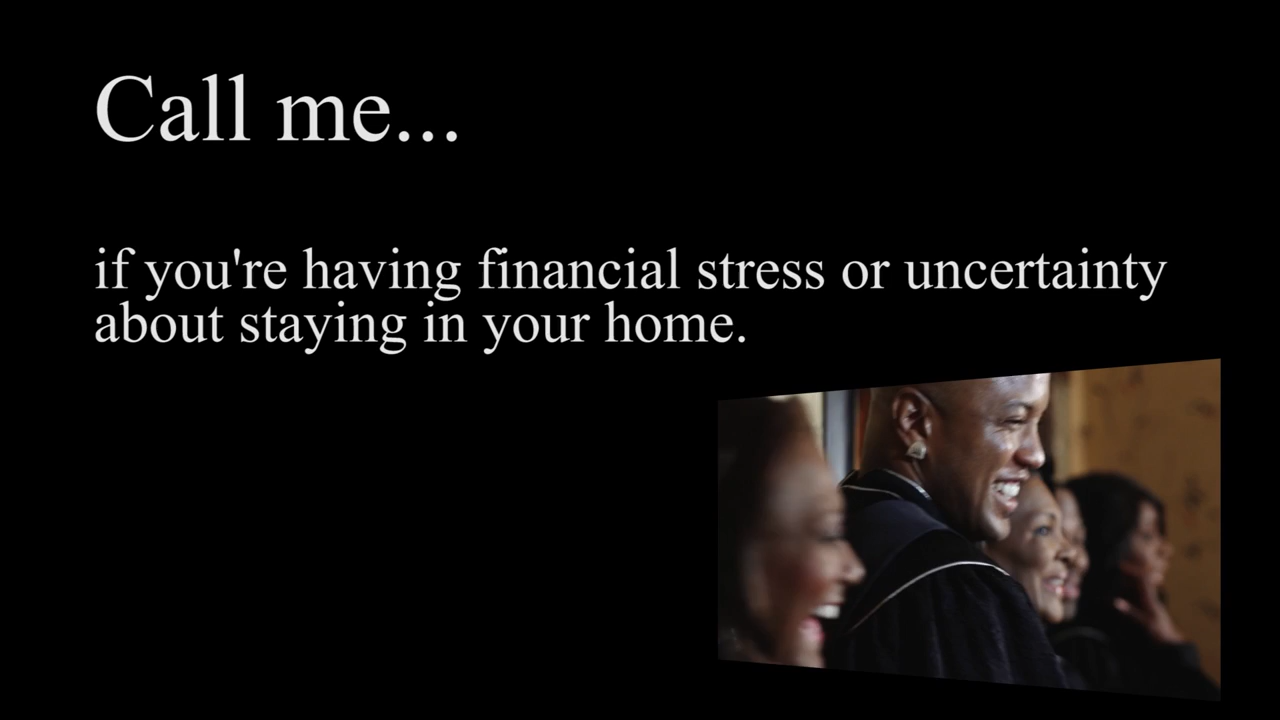 Call me...
if you're having financial stress or uncertainty
about staying in your home.